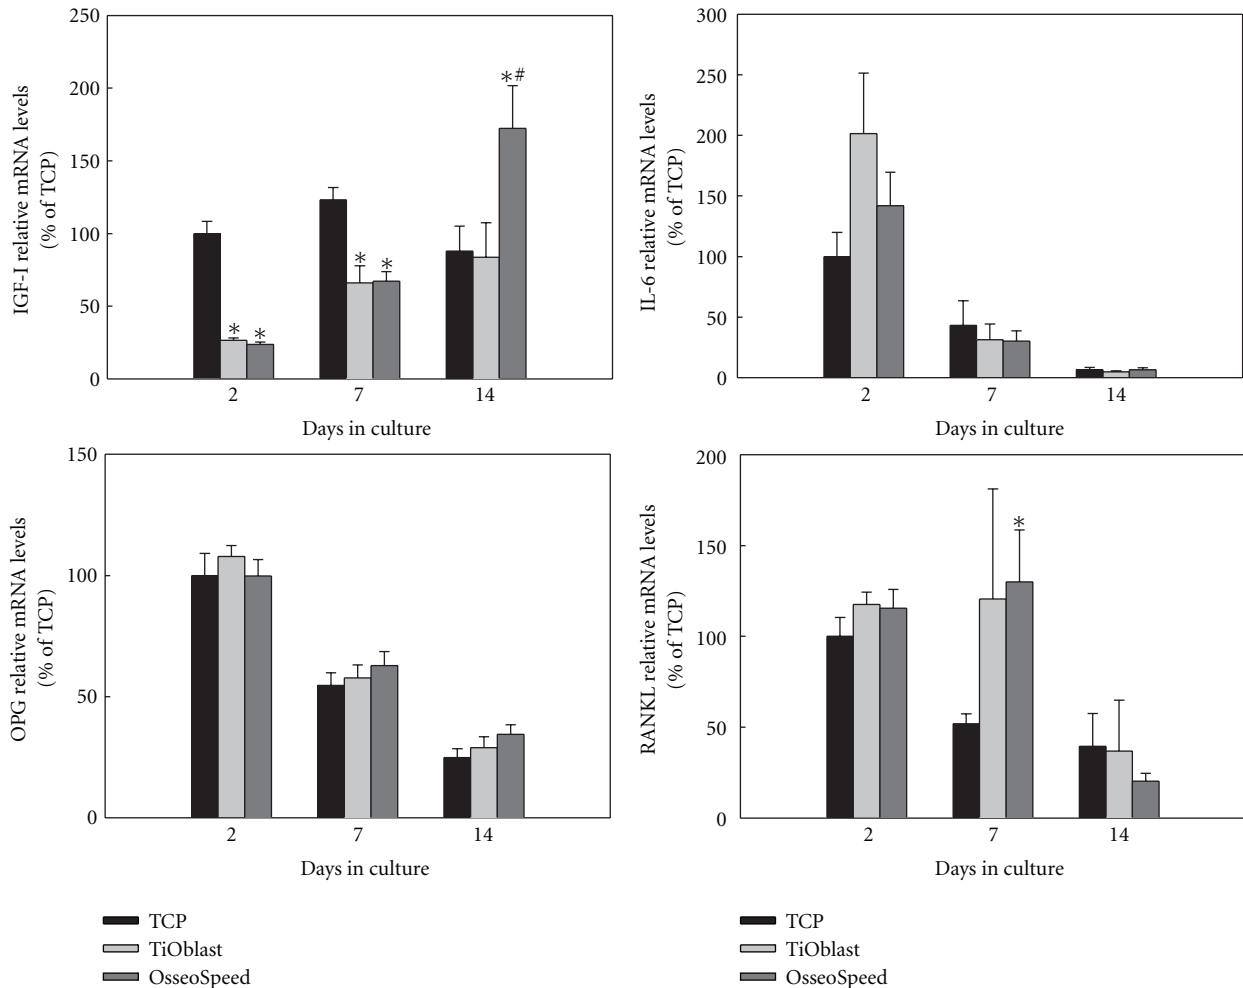 IGF-I relative mRNA levels
(% of TCP)
250
200
150
100
50
0
*
*
*
*
*#
2
7
14
Days in culture
IL-6 relative mRNA levels
(% of TCP)
300
250
200
150
100
50
0
2
7
14
Days in culture
OPG relative mRNA levels
(% of TCP)
150
100
50
0
2
7
14
Days in culture
RANKL relative mRNA levels
(% of TCP)
200
150
100
50
0
*
2
7
14
Days in culture
TCP
TiOblast
OsseoSpeed
TCP
TiOblast
OsseoSpeed